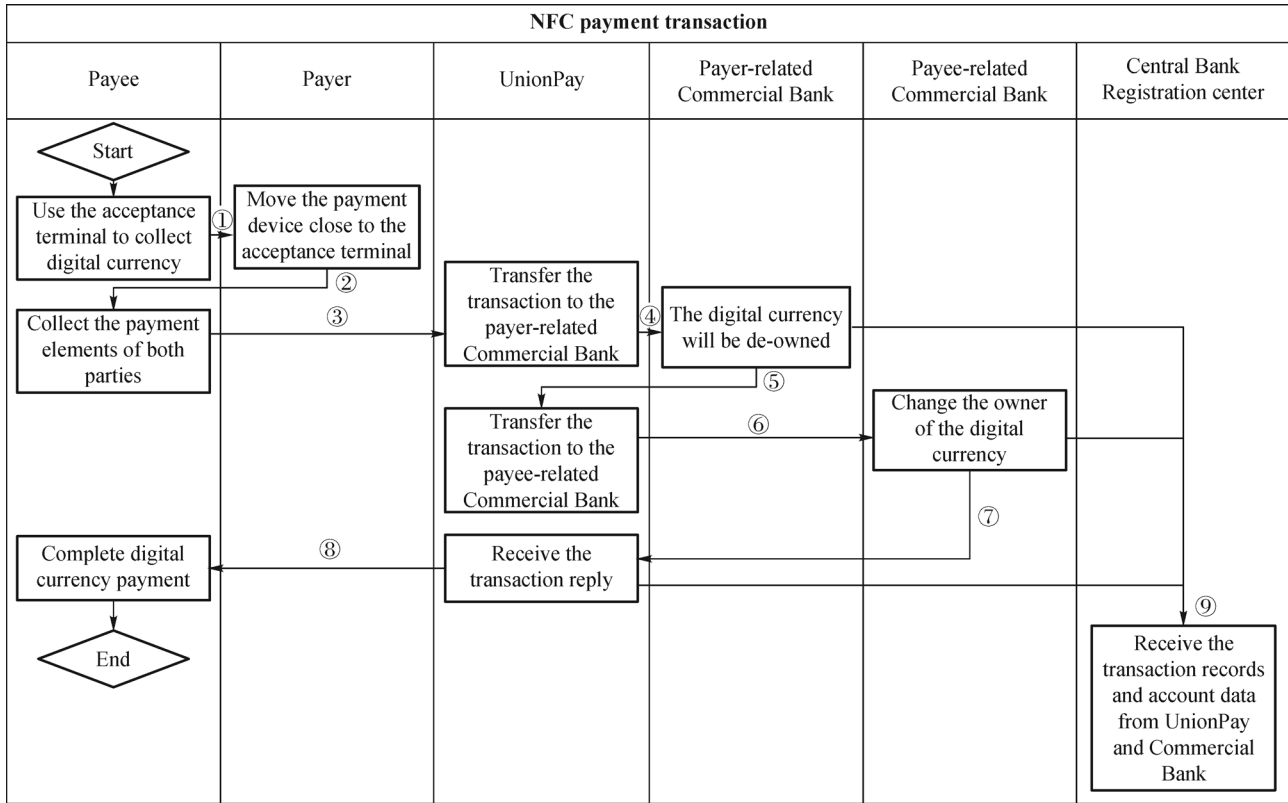 NFC payment transaction
Payee
Payer
UnionPay
Payer-related
Commercial Bank
Payee-related
Commercial Bank
Central Bank
Registration center
Start
Use the acceptance
terminal to collect
digital currency
①
Move the payment
device close to the
acceptance terminal
②
Collect the payment
elements of both
parties
③
Transfer the
transaction to the
payer-related
Commercial Bank
④
The digital currency
will be de-owned
⑤
Transfer the
transaction to the
payee-related
Commercial Bank
⑥
Change the owner
of the digital
currency
⑦
Receive the
transaction reply
⑧
Complete digital
currency payment
End
⑨
Receive the
transaction records
and account data
from UnionPay
and Commercial
Bank